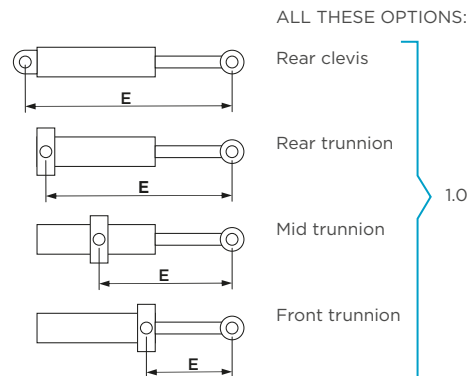 ALL THESE OPTIONS:
Rear clevis
E
Rear trunnion
E
1.0
Mid trunnion
E
Front trunnion
E